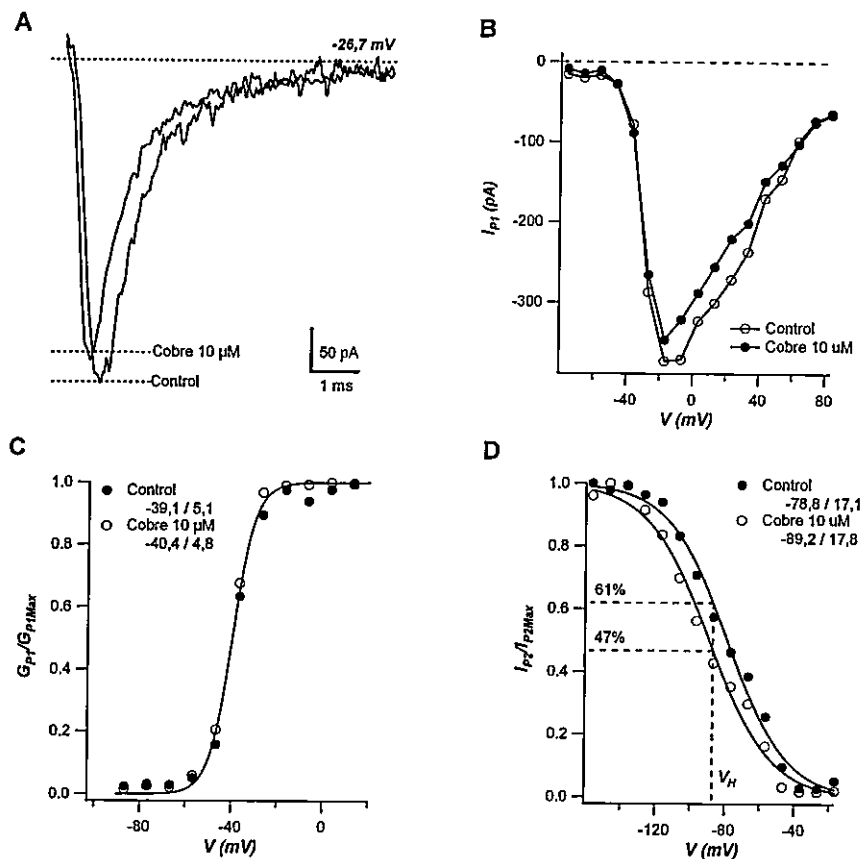 A
-26,7 mV
Cobre 10 µM
Control
50 pA
1 ms
B
0
-100
-200
-300
I_P1 (pA)
Control
Cobre 10 uM
-40
0
40
80
V (mV)
C
1.0
0.8
0.6
0.4
0.2
0.0
G_P1/G_P1Max
Control
-39,1 / 5,1
Cobre 10 µM
-40,4 / 4,8
-80
-40
0
V (mV)
D
1.0
0.8
0.6
0.4
0.2
0.0
I_P2/I_P2Max
Control
-78,8 / 17,1
Cobre 10 uM
-89,2 / 17,8
61%
47%
V_H
-120
-80
-40
V (mV)